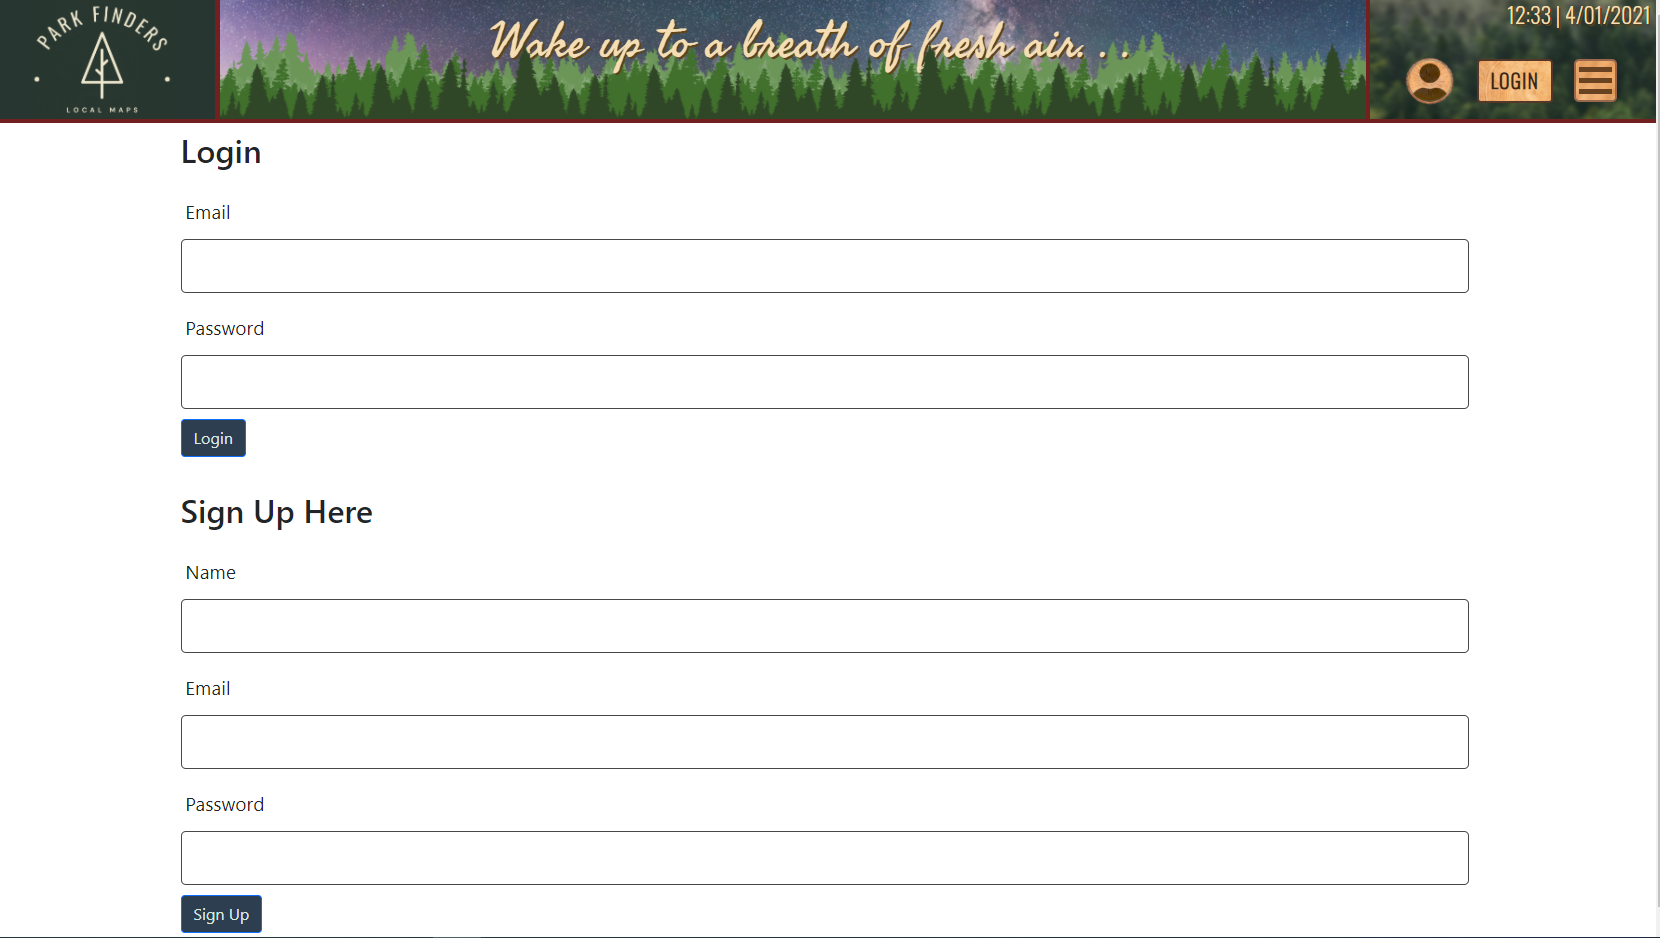 PARK FINDERS
LOCAL MAPS
Wake up to a breath of fresh air. . .
12:33 | 4/01/2021
LOGIN
Login
Email
Password
Login
Sign Up Here
Name
Email
Password
Sign Up